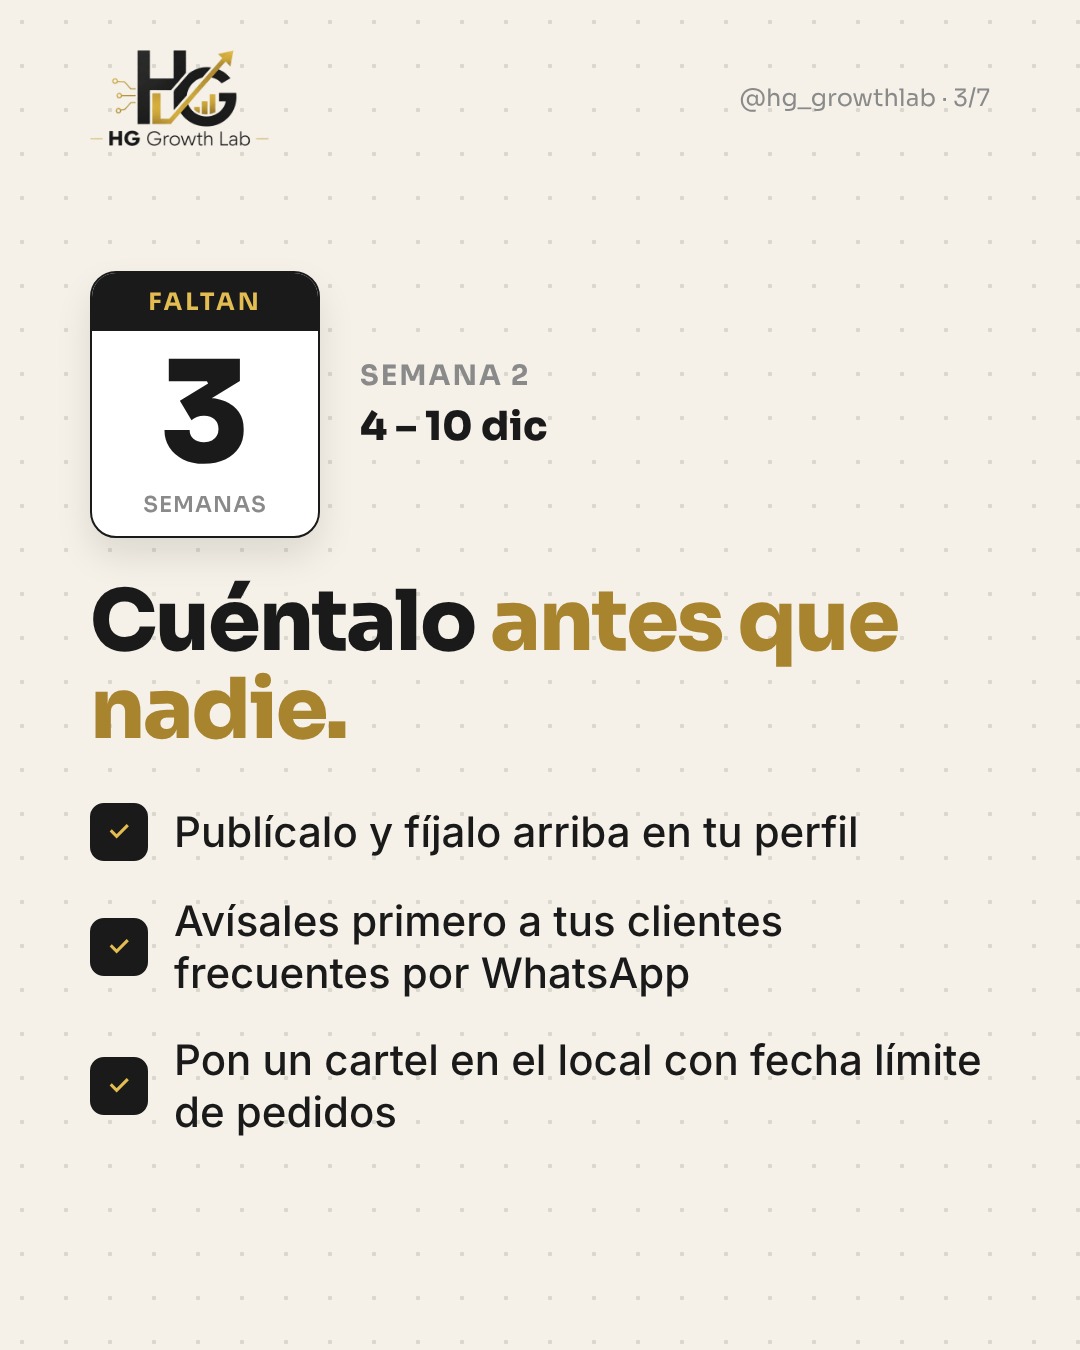 HG
HG Growth Lab
@hg_growthlab · 3/7
FALTAN
3
SEMANAS
SEMANA 2
4 – 10 dic
Cuéntalo antes que
nadie.
Publícalo y fíjalo arriba en tu perfil
Avísales primero a tus clientes
frecuentes por WhatsApp
Pon un cartel en el local con fecha límite
de pedidos